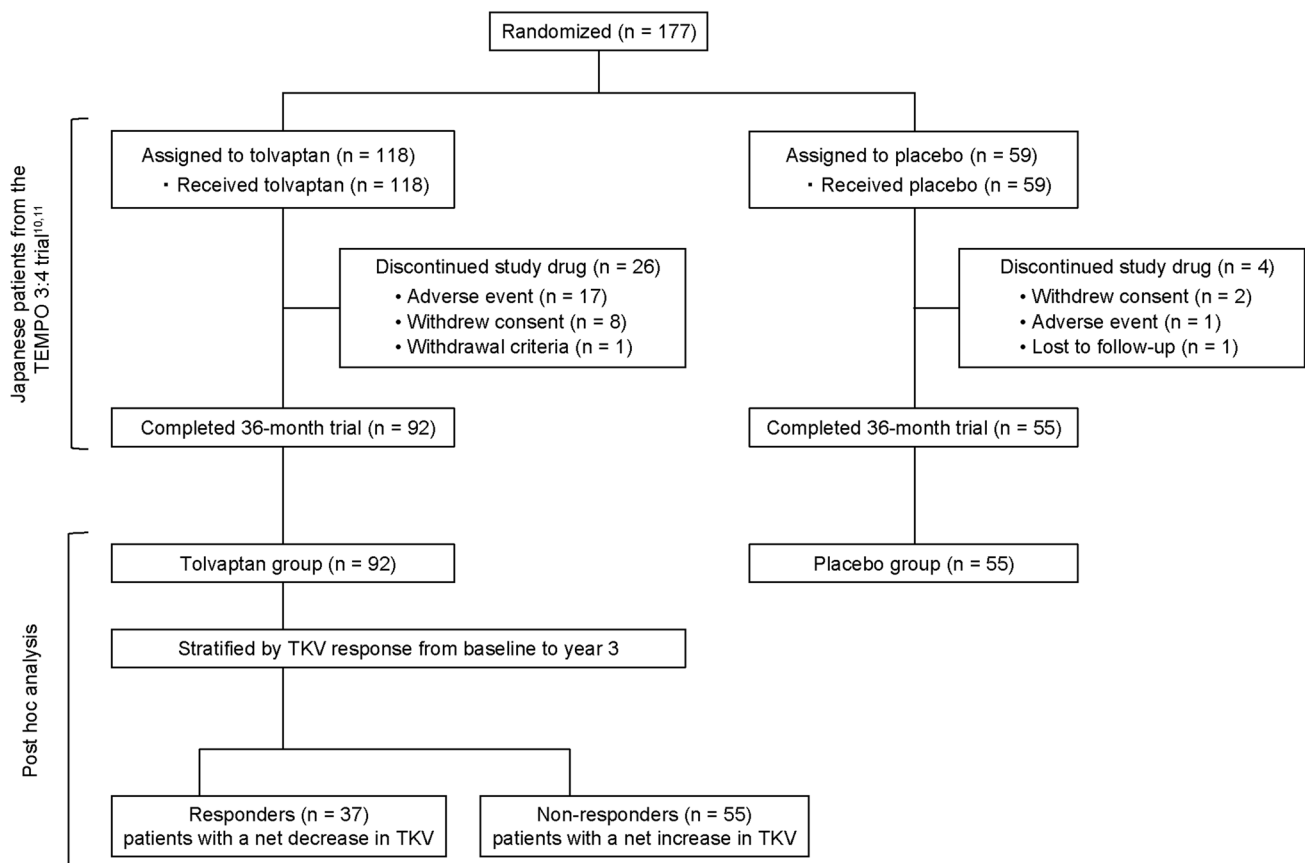 Randomized (n = 177)
Japanese patients from the
TEMPO 3:4 trial10,11
Assigned to tolvaptan (n = 118)
· Received tolvaptan (n = 118)
Assigned to placebo (n = 59)
· Received placebo (n = 59)
Discontinued study drug (n = 26)
• Adverse event (n = 17)
• Withdrew consent (n = 8)
• Withdrawal criteria (n = 1)
Discontinued study drug (n = 4)
• Withdrew consent (n = 2)
• Adverse event (n = 1)
• Lost to follow-up (n = 1)
Completed 36-month trial (n = 92)
Completed 36-month trial (n = 55)
Post hoc analysis
Tolvaptan group (n = 92)
Placebo group (n = 55)
Stratified by TKV response from baseline to year 3
Responders (n = 37)
patients with a net decrease in TKV
Non-responders (n = 55)
patients with a net increase in TKV